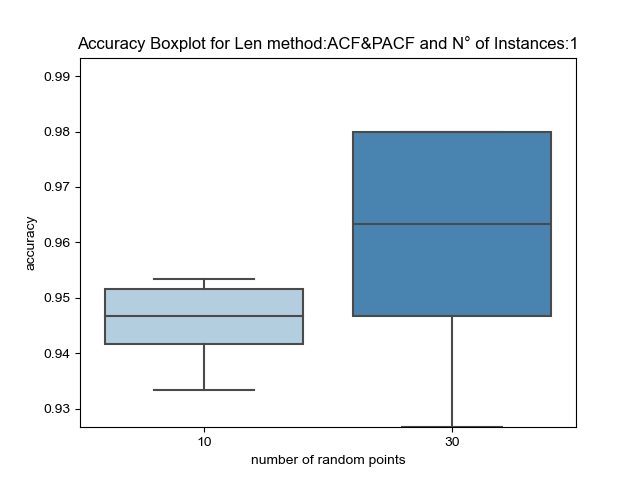 Accuracy Boxplot for Len method:ACF&PACF and N° of Instances:1
0.99
0.98
0.97
0.96
0.95
0.94
0.93
accuracy
10 30
number of random points